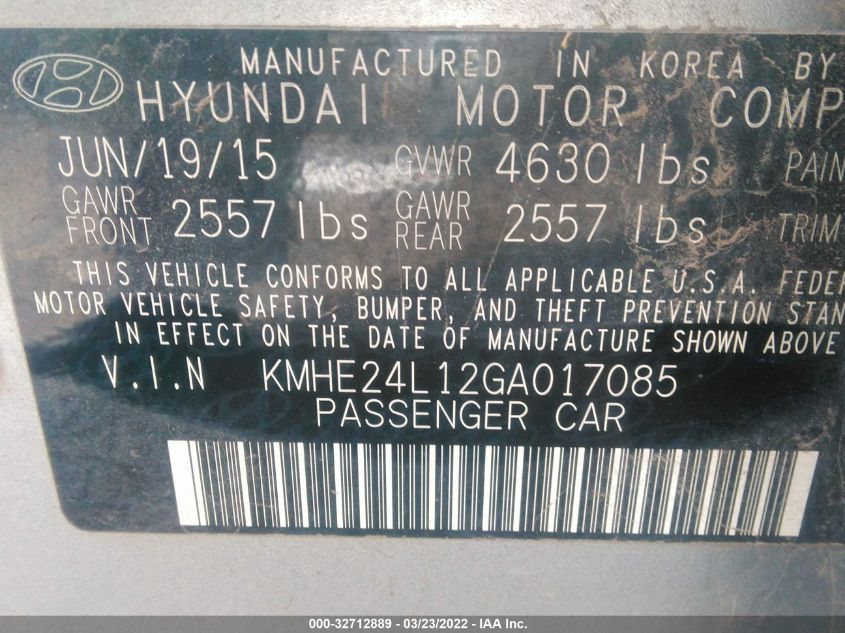 MANUFACTURED IN KOREA BY
HYUNDAI MOTOR COMP
JUN/19/15 GVWR 4630 lbs PAIN
GAWR FRONT 2557 lbs GAWR REAR 2557 lbs TRIM
THIS VEHICLE CONFORMS TO ALL APPLICABLE U.S.A. FEDER
MOTOR VEHICLE SAFETY, BUMPER, AND THEFT PREVENTION STAN
IN EFFECT ON THE DATE OF MANUFACTURE SHOWN ABOVE
V.I.N KMHE24L12GA017085
PASSENGER CAR
000-32712889 - 03/23/2022 - IAA Inc.